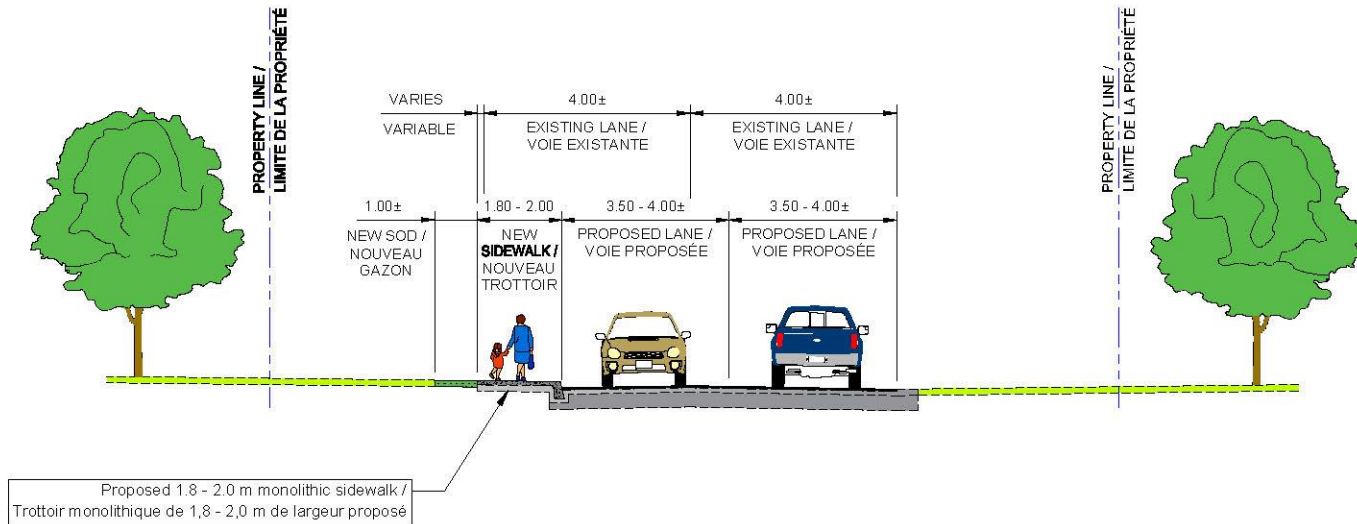 PROPERTY LINE /
LIMITE DE LA PROPRIÉTÉ
VARIES
VARIABLE
4.00±
EXISTING LANE /
VOIE EXISTANTE
4.00±
EXISTING LANE /
VOIE EXISTANTE
PROPERTY LINE /
LIMITE DE LA PROPRIÉTÉ
1.00±
NEW SOD /
NOUVEAU
GAZON
1.80 - 2.00
NEW
SIDEWALK /
NOUVEAU
TROTTOIR
3.50 - 4.00±
PROPOSED LANE /
VOIE PROPOSÉE
3.50 - 4.00±
PROPOSED LANE /
VOIE PROPOSÉE
Proposed 1.8 - 2.0 m monolithic sidewalk /
Trottoir monolithique de 1,8 - 2,0 m de largeur proposé